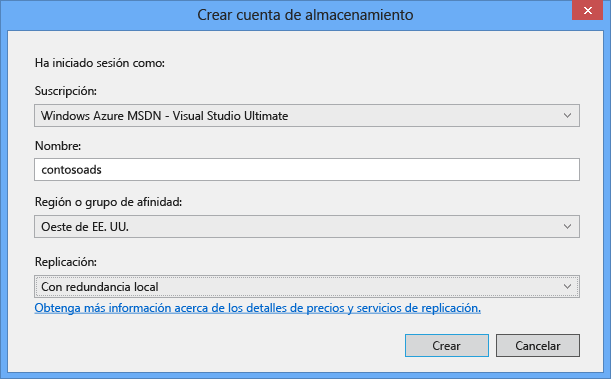 Crear cuenta de almacenamiento
Ha iniciado sesión como:
Suscripción:
Windows Azure MSDN - Visual Studio Ultimate
Nombre:
contosoads
Región o grupo de afinidad:
Oeste de EE. UU.
Replicación:
Con redundancia local
Obtenga más información acerca de los detalles de precios y servicios de replicación.
Crear Cancelar